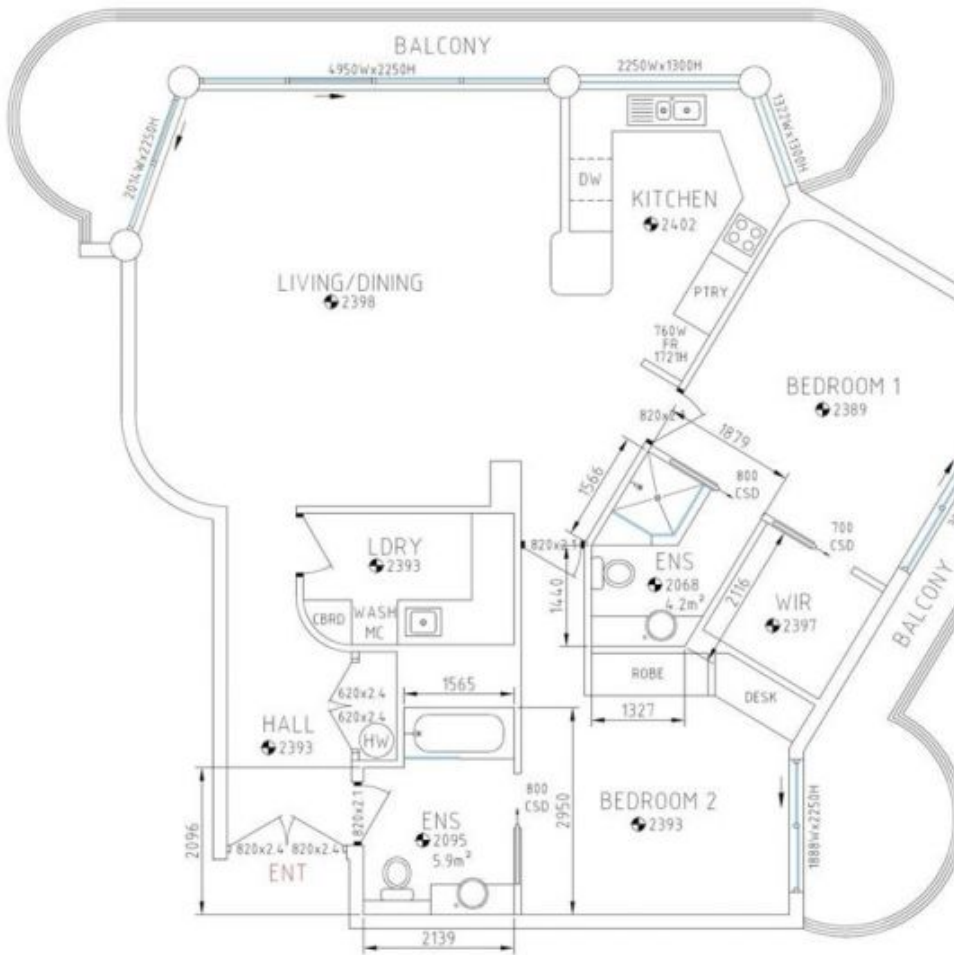 BALCONY
4950Wx2250H
2250Wx1300H
1322Wx1300H
2014Wx2250H
DW
KITCHEN
2402
LIVING/DINING
2398
PTRY
760W
FR
1721H
BEDROOM 1
2389
1879
1566
800
CSD
700
CSD
LDRY
2393
820x2.1
ENS
2068
4.2m²
1440
2116
WIR
2397
BALCONY
CBRD
WASH
MC
ROBE
DESK
1565
620x2.4
620x2.4
1327
HALL
2393
HW
800
CSD
2950
BEDROOM 2
2393
1888Wx2250H
2096
820x2.1
ENS
2095
5.9m²
820x2.4
820x2.4
ENT
2139